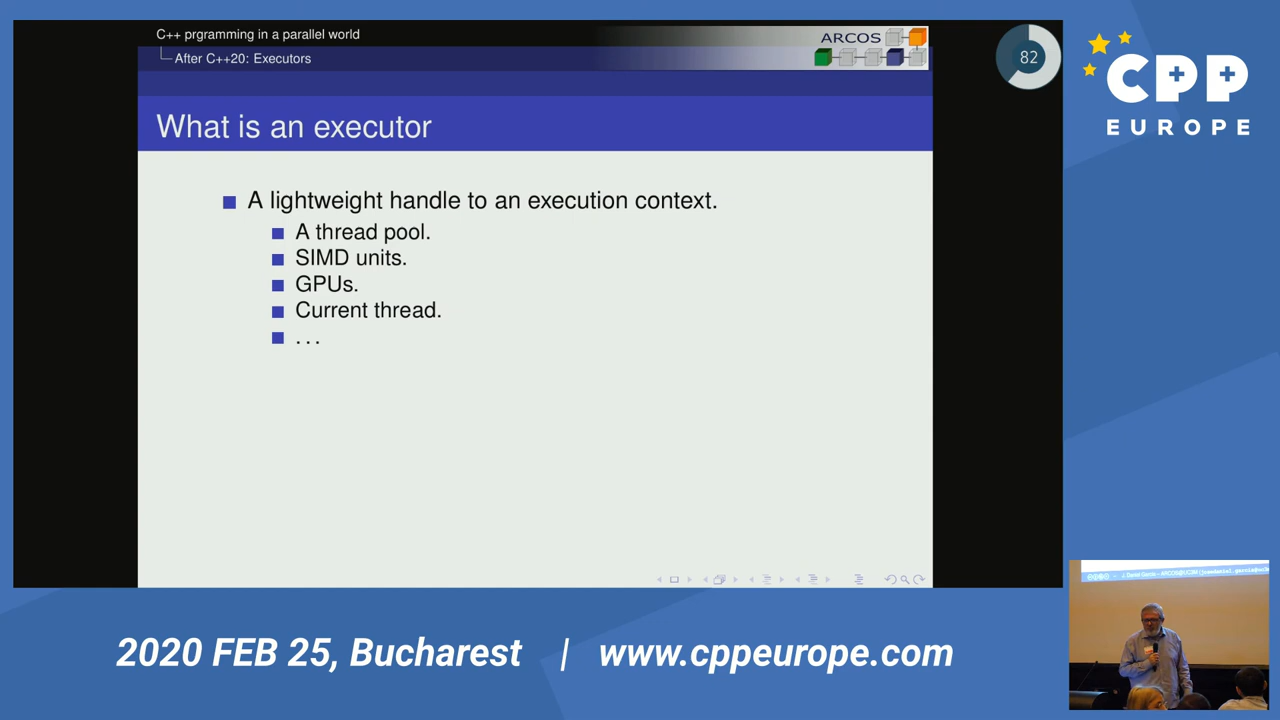 C++ prgramming in a parallel world
After C++20: Executors
ARCOS
82
CPP
EUROPE
What is an executor
A lightweight handle to an execution context.
A thread pool.
SIMD units.
GPUs.
Current thread.
. . .
2020 FEB 25, Bucharest | www.cppeurope.com